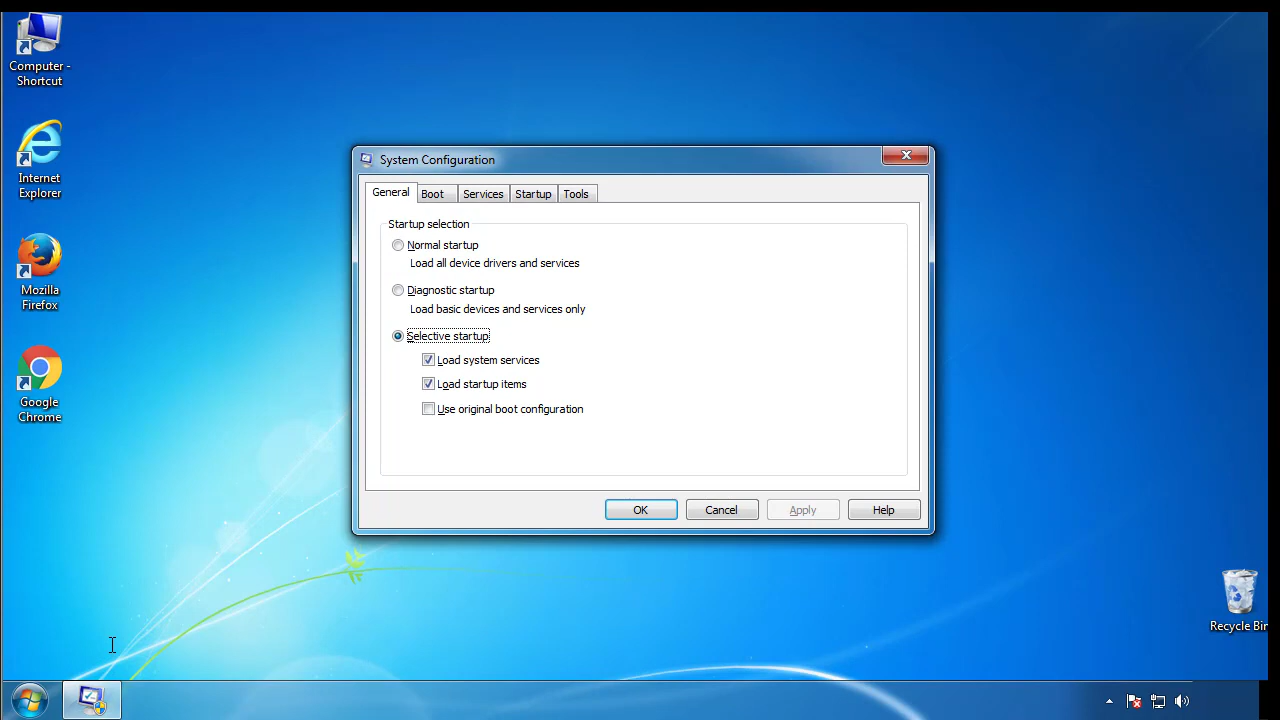 Computer -
Shortcut
Internet
Explorer
Mozilla
Firefox
Google
Chrome
System Configuration
General Boot Services Startup Tools
Startup selection
Normal startup
Load all device drivers and services
Diagnostic startup
Load basic devices and services only
Selective startup
Load system services
Load startup items
Use original boot configuration
OK Cancel Apply Help
Recycle Bin